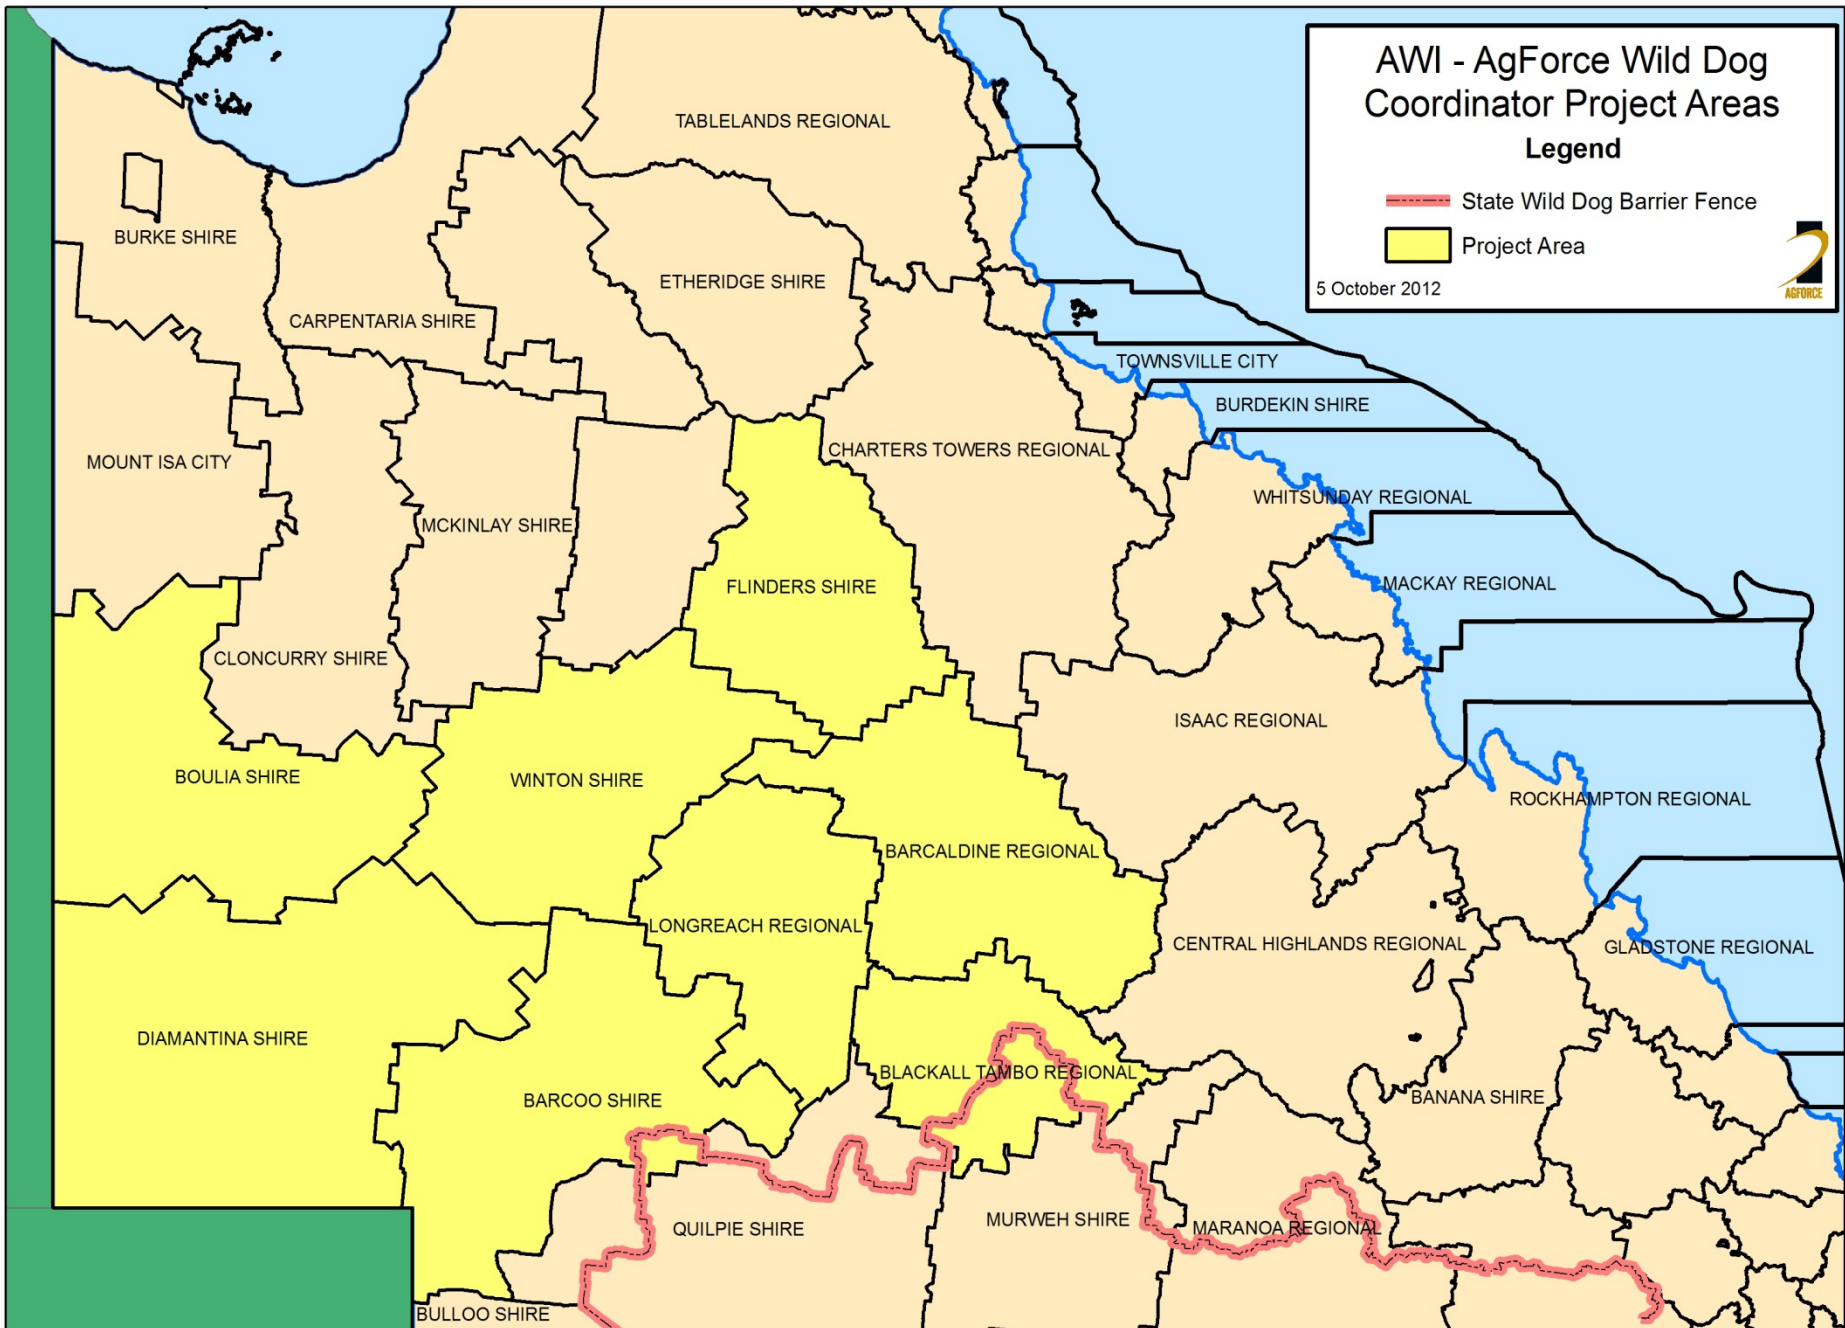 AWI - AgForce Wild Dog
Coordinator Project Areas
Legend
State Wild Dog Barrier Fence
Project Area
5 October 2012
AGFORCE
TABLELANDS REGIONAL
BURKE SHIRE
ETHERIDGE SHIRE
CARPENTARIA SHIRE
TOWNSVILLE CITY
BURDEKIN SHIRE
CHARTERS TOWERS REGIONAL
MOUNT ISA CITY
WHITSUNDAY REGIONAL
MCKINLAY SHIRE
FLINDERS SHIRE
MACKAY REGIONAL
CLONCURRY SHIRE
ISAAC REGIONAL
BOULIA SHIRE
WINTON SHIRE
ROCKHAMPTON REGIONAL
BARCALDINE REGIONAL
LONGREACH REGIONAL
CENTRAL HIGHLANDS REGIONAL
GLADSTONE REGIONAL
DIAMANTINA SHIRE
BLACKALL TAMBO REGIONAL
BARCOO SHIRE
BANANA SHIRE
QUILPIE SHIRE
MURWEH SHIRE
MARANOA REGIONAL
BULLOO SHIRE